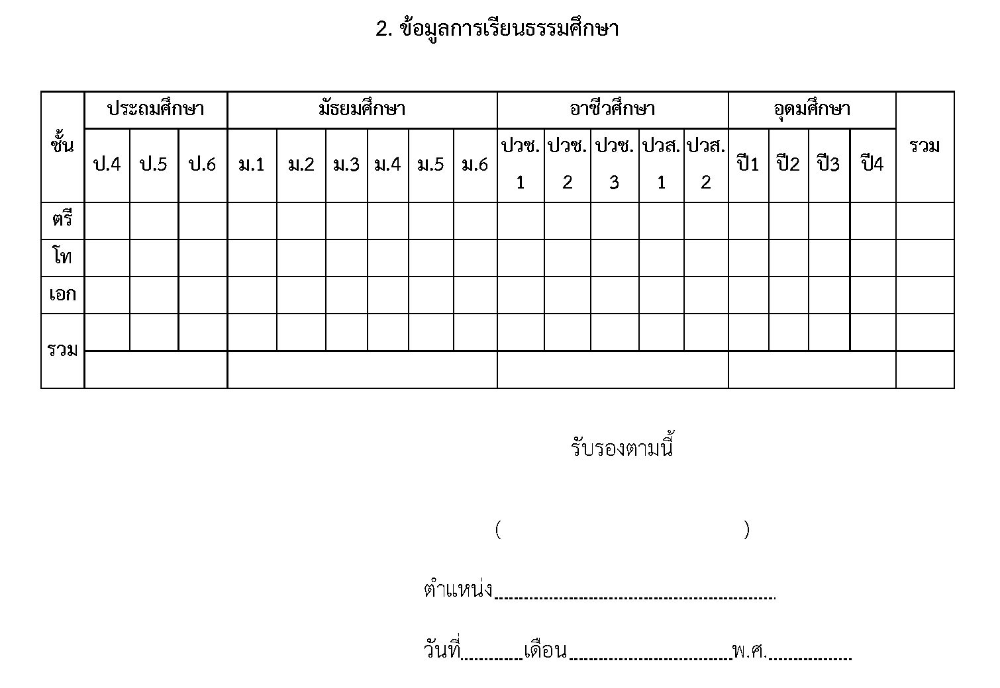 2. ข้อมูลการเรียนธรรมศึกษา
ชั้น ประถมศึกษา มัธยมศึกษา อาชีวศึกษา อุดมศึกษา รวม
ป.4 ป.5 ป.6 ม.1 ม.2 ม.3 ม.4 ม.5 ม.6 ปวช. 1 ปวช. 2 ปวช. 3 ปวส. 1 ปวส. 2 ปี1 ปี2 ปี3 ปี4
ตรี
โท
เอก
รวม
รับรองตามนี้
( )
ตำแหน่ง
วันที่ เดือน พ.ศ.